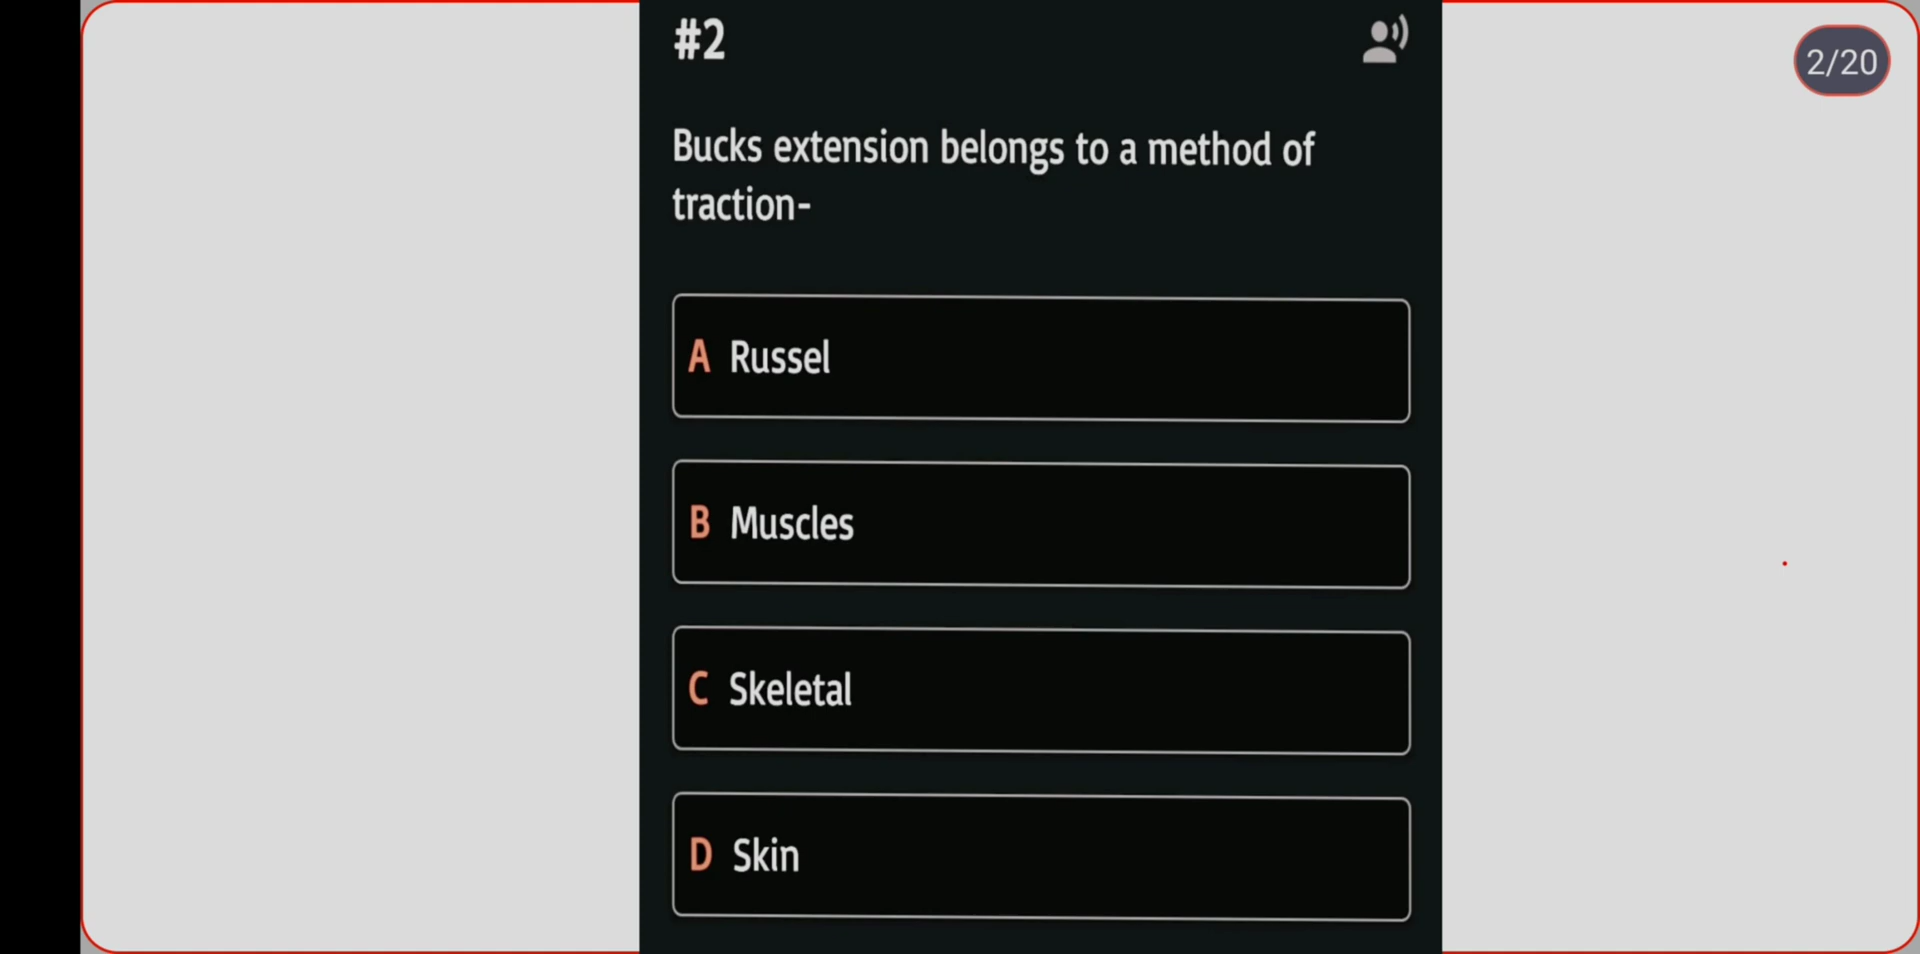 #2
2/20
Bucks extension belongs to a method of
traction-
A Russel
B Muscles
C Skeletal
D Skin